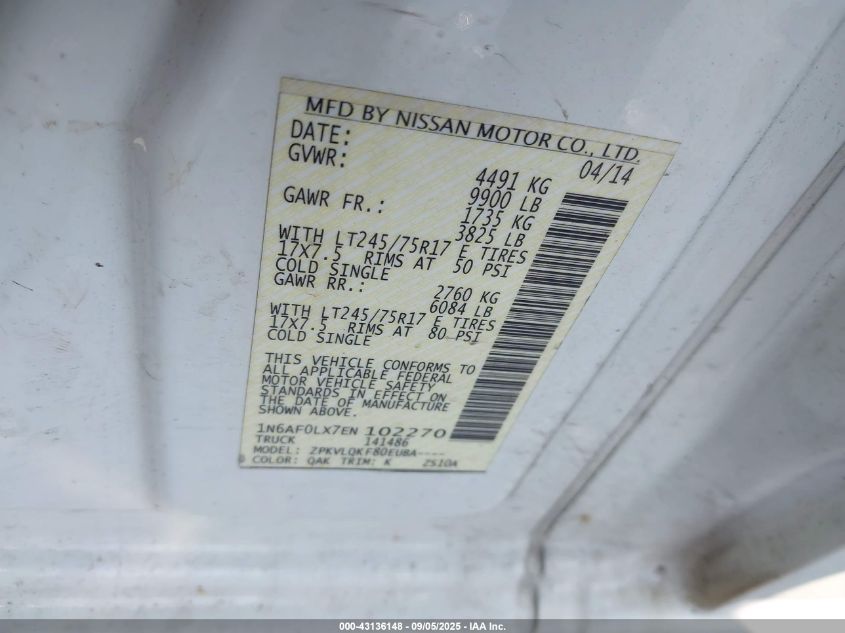 MFD BY NISSAN MOTOR CO., LTD.
DATE: 04/14
GVWR: 4491 KG
9900 LB
GAWR FR.: 1735 KG
3825 LB
WITH LT245/75R17 E TIRES
17X7.5 RIMS AT 50 PSI
COLD SINGLE
GAWR RR.: 2760 KG
6084 LB
WITH LT245/75R17 E TIRES
17X7.5 RIMS AT 80 PSI
COLD SINGLE
THIS VEHICLE CONFORMS TO
ALL APPLICABLE FEDERAL
MOTOR VEHICLE SAFETY
STANDARDS IN EFFECT ON
THE DATE OF MANUFACTURE
SHOWN ABOVE.
1N6AF0LX7EN 102270
TRUCK 141486
MODEL: ZPKVLQKF80EU8A----
COLOR: QAK TRIM: K ZS10A
000-43136148 - 09/05/2025 - IAA Inc.